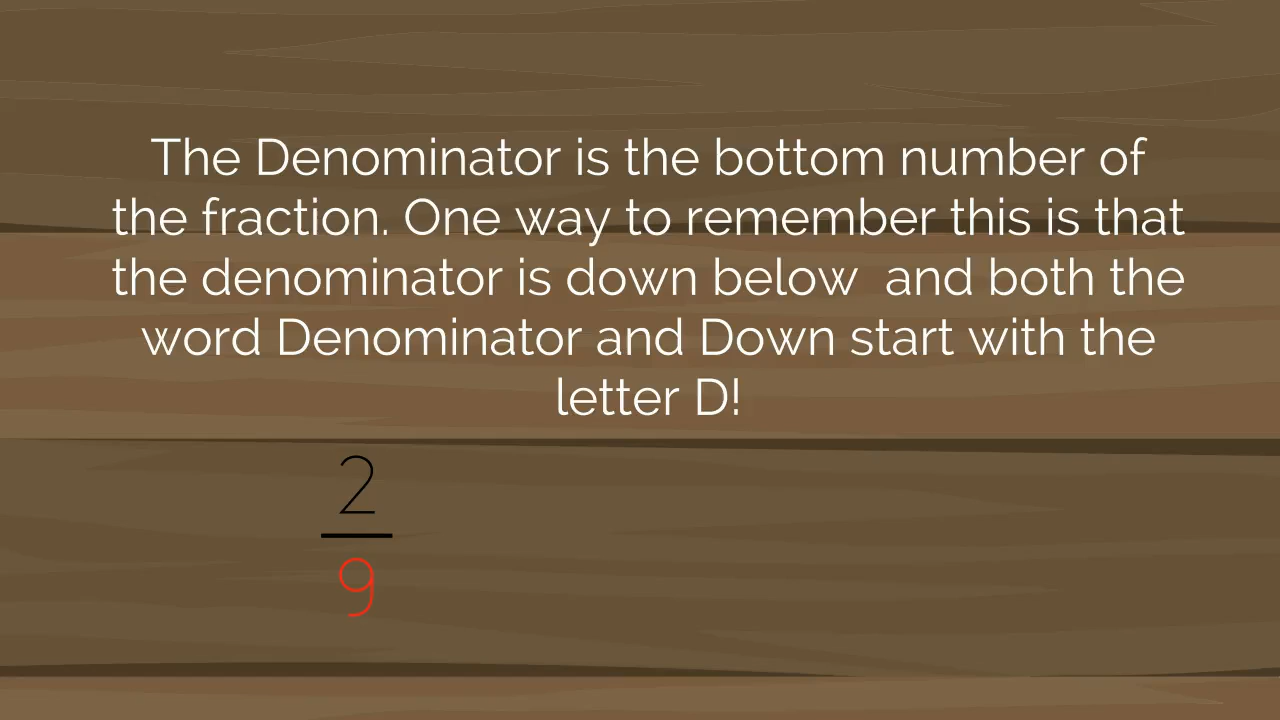 The Denominator is the bottom number of
the fraction. One way to remember this is that
the denominator is down below  and both the
word Denominator and Down start with the
letter D!
2
9